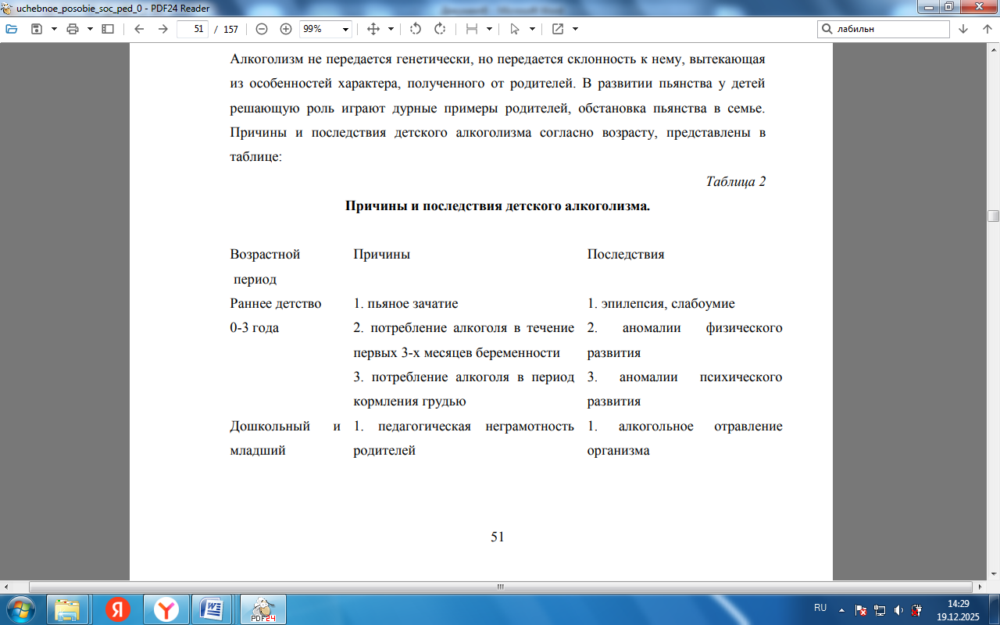 uchebnoe_posobie_soc_ped_0 - PDF24 Reader
51 / 157 99% лабильн
Алкоголизм не передается генетически, но передается склонность к нему, вытекающая
из особенностей характера, полученного от родителей. В развитии пьянства у детей
решающую роль играют дурные примеры родителей, обстановка пьянства в семье.
Причины и последствия детского алкоголизма согласно возрасту, представлены в
таблице:
Таблица 2
Причины и последствия детского алкоголизма.
Возрастной Причины Последствия
период
Раннее детство 1. пьяное зачатие 1. эпилепсия, слабоумие
0-3 года 2. потребление алкоголя в течение 2. аномалии физического
первых 3-х месяцев беременности развития
3. потребление алкоголя в период 3. аномалии психического
кормления грудью развития
Дошкольный и 1. педагогическая неграмотность 1. алкогольное отравление
младший родителей организма
51
Я Y W PDF24 RU 14:29
19.12.2025